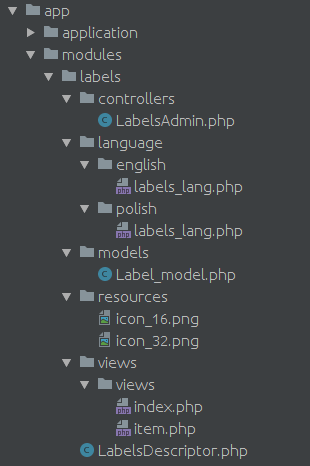 app
application
modules
labels
controllers
LabelsAdmin.php
language
english
labels_lang.php
polish
labels_lang.php
models
Label_model.php
resources
icon_16.png
icon_32.png
views
views
index.php
item.php
LabelsDescriptor.php